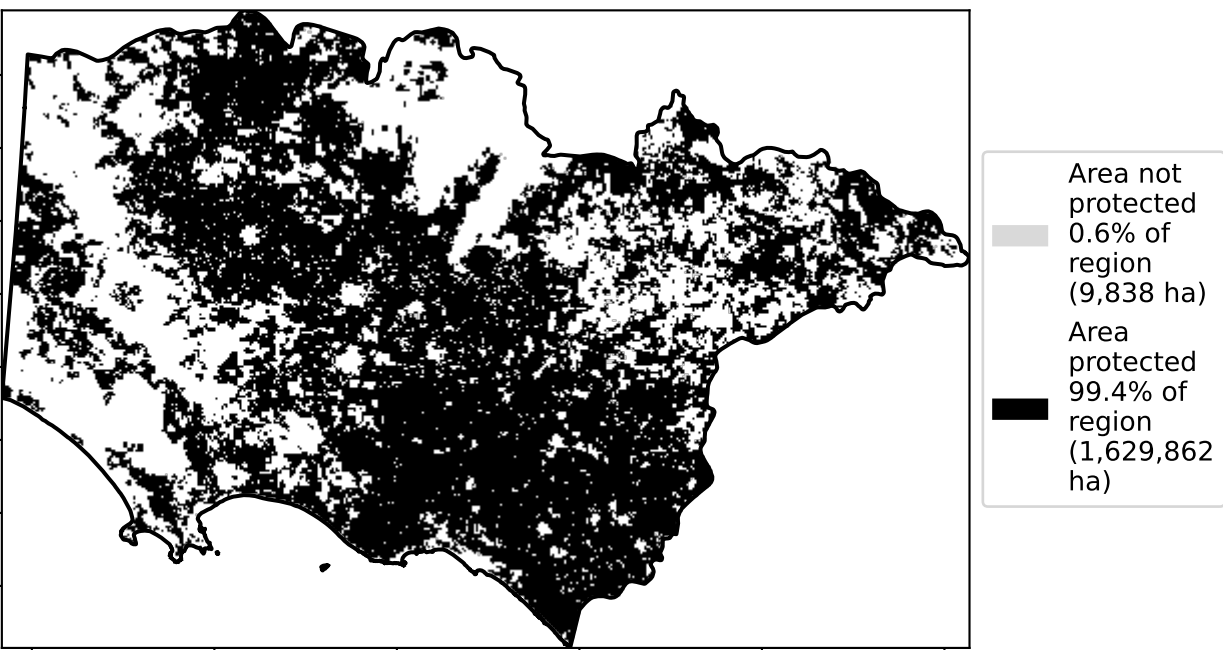 Area not
protected
0.6% of
region
(9,838 ha)
Area
protected
99.4% of
region
(1,629,862
ha)